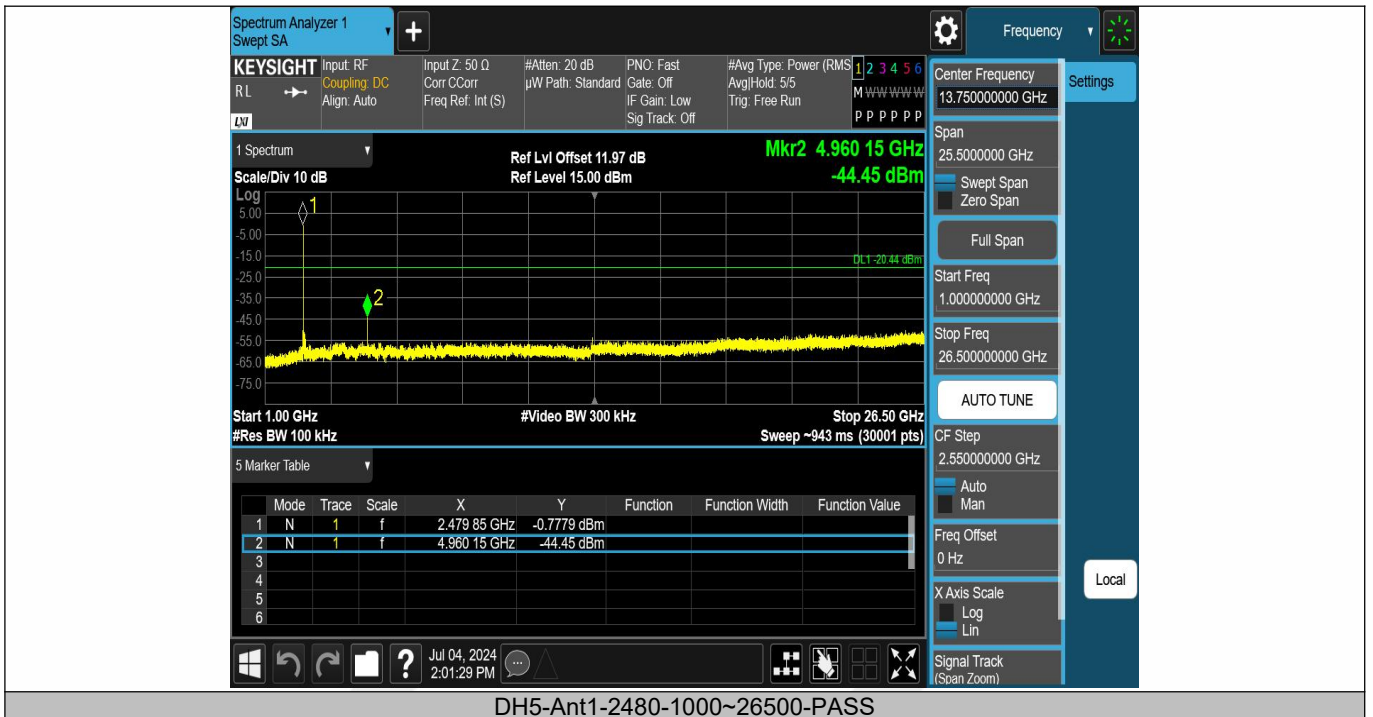 Spectrum Analyzer 1
Swept SA
+
Frequency
KEYSIGHT
RL
LXI
Input: RF
Coupling: DC
Align: Auto
Input Z: 50 Ω
Corr CCorr
Freq Ref: Int (S)
#Atten: 20 dB
µW Path: Standard
PNO: Fast
Gate: Off
IF Gain: Low
Sig Track: Off
#Avg Type: Power (RMS
Avg|Hold: 5/5
Trig: Free Run
1 2 3 4 5 6
M W W W W W
P P P P P P
Center Frequency
13.750000000 GHz
Settings
Span
25.5000000 GHz
Swept Span
Zero Span
Full Span
Start Freq
1.000000000 GHz
Stop Freq
26.500000000 GHz
AUTO TUNE
CF Step
2.550000000 GHz
Auto
Man
Freq Offset
0 Hz
X Axis Scale
Log
Lin
Signal Track
(Span Zoom)
Local
1 Spectrum
Scale/Div 10 dB
Ref Lvl Offset 11.97 dB
Ref Level 15.00 dBm
Mkr2 4.960 15 GHz
-44.45 dBm
Log
5.00
-5.00
-15.0
-25.0
-35.0
-45.0
-55.0
-65.0
-75.0
1
2
DL1 -20.44 dBm
Start 1.00 GHz
#Video BW 300 kHz
Stop 26.50 GHz
#Res BW 100 kHz
Sweep ~943 ms (30001 pts)
5 Marker Table
Mode Trace Scale X Y Function Function Width Function Value
1 N 1 f 2.479 85 GHz -0.7779 dBm
2 N 1 f 4.960 15 GHz -44.45 dBm
3
4
5
6
?
Jul 04, 2024
2:01:29 PM
DH5-Ant1-2480-1000~26500-PASS